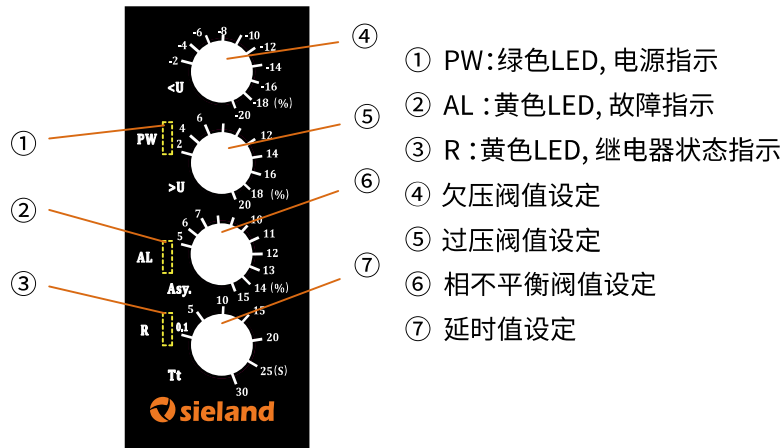 -2 -4 -6 -8 -10 -12 -14 -16 -18 (%) -20
<U
④
PW
2 4 6 12 14 16 18 (%) 20
>U
①
⑤
AL
5 6 7 10 11 12 13 14 (%) 15
Asy.
②
⑥
R
0,1 5 10 15 20 25(S) 30
Tt
③
⑦
sieland
① PW:绿色LED, 电源指示
② AL :黄色LED, 故障指示
③ R :黄色LED, 继电器状态指示
④ 欠压阀值设定
⑤ 过压阀值设定
⑥ 相不平衡阀值设定
⑦ 延时值设定